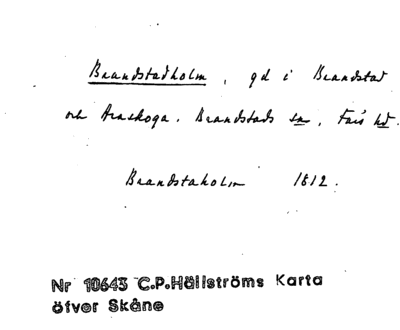 Brandstadholm, gd i Brandstad
och Araskoga. Brandstads sn, Färs hd.
Brandstaholm 1812.
Nr 10643 C.P.Hällströms Karta
öfver Skåne